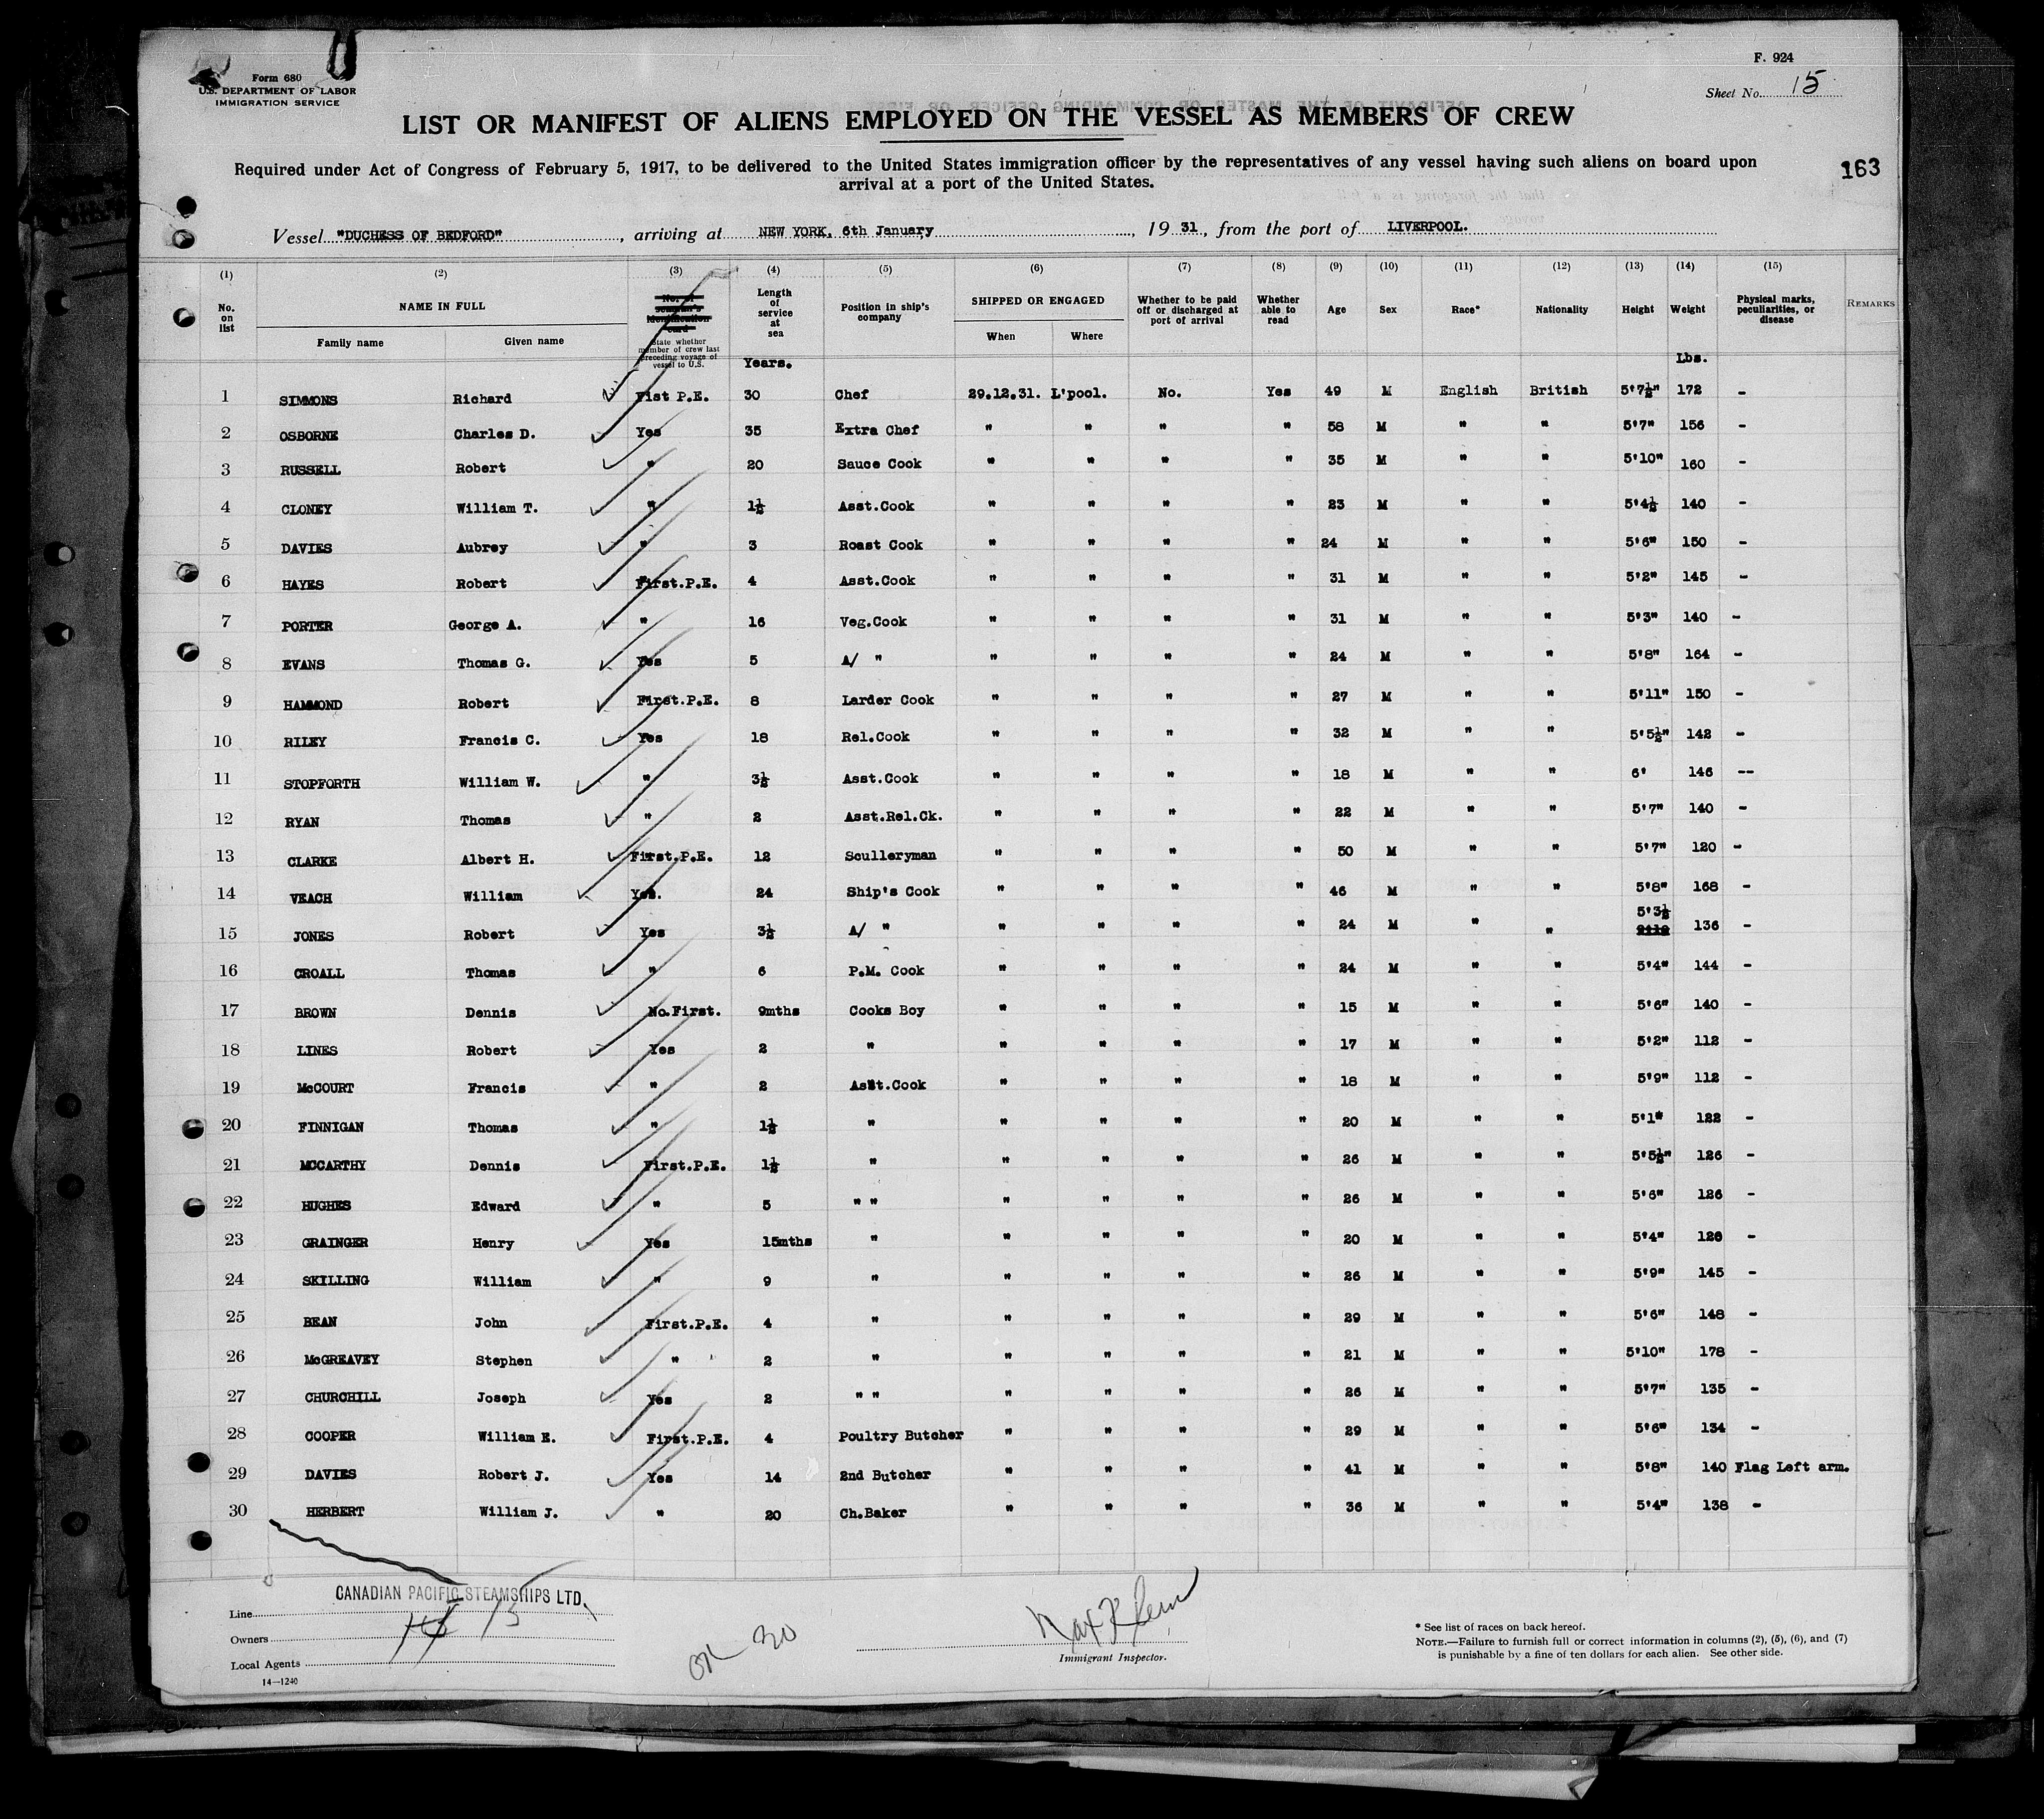 Form 680
U.S. DEPARTMENT OF LABOR
IMMIGRATION SERVICE
F. 924
Sheet No. 15
LIST OR MANIFEST OF ALIENS EMPLOYED ON THE VESSEL AS MEMBERS OF CREW
Required under Act of Congress of February 5, 1917, to be delivered to the United States immigration officer by the representatives of any vessel having such aliens on board upon
arrival at a port of the United States.
163
Vessel "DUCHESS OF BEDFORD", arriving at NEW YORK, 6th January, 1931, from the port of LIVERPOOL.
(1) (2) (3) (4) (5) (6) (7) (8) (9) (10) (11) (12) (13) (14) (15)
No. on list NAME IN FULL Family name Given name No. of seaman's identification card State whether member of crew last preceding voyage of vessel to U.S. Length of service at sea Position in ship's company SHIPPED OR ENGAGED When Where Whether to be paid off or discharged at port of arrival Whether able to read Age Sex Race* Nationality Height Weight Physical marks, peculiarities, or disease REMARKS
Years. Lbs.
1 SIMMONS Richard Fist P.E. 30 Chef 29.12.31. L'pool. No. Yes 49 M English British 5'7½" 172 -
2 OSBORNE Charles D. Yes 35 Extra Chef " " " " 58 M " " 5'7" 156 -
3 RUSSELL Robert " 20 Sauce Cook " " " " 35 M " " 5'10" 160 -
4 CLONEY William T. " 1½ Asst.Cook " " " " 23 M " " 5'4½ 140 -
5 DAVIES Aubrey " 3 Roast Cook " " " " 24 M " " 5'6" 150 -
6 HAYES Robert First.P.E. 4 Asst.Cook " " " " 31 M " " 5'2" 145 -
7 PORTER George A. " 16 Veg.Cook " " " " 31 M " " 5'3" 140 -
8 EVANS Thomas G. Yes 5 A/ " " " " " 24 M " " 5'8" 164 -
9 HAMMOND Robert First.P.E. 8 Larder Cook " " " " 27 M " " 5'11" 150 -
10 RILEY Francis C. Yes 18 Rel.Cook " " " " 32 M " " 5'5½" 142 -
11 STOPFORTH William W. " 3½ Asst.Cook " " " " 18 M " " 6' 146 --
12 RYAN Thomas " 2 Asst.Rel.Ck. " " " " 22 M " " 5'7" 140 -
13 CLARKE Albert H. First.P.E. 12 Sculleryman " " " " 50 M " " 5'7" 120 -
14 VEACH William Yes. 24 Ship's Cook " " " " 46 M " " 5'8" 168 -
15 JONES Robert Yes 3½ A/ " " " " " 24 M " " 5'3½ 136 -
16 CROALL Thomas " 6 P.M. Cook " " " " 24 M " " 5'4" 144 -
17 BROWN Dennis No.First. 9mths Cooks Boy " " " " 15 M " " 5'6" 140 -
18 LINES Robert Yes 2 " " " " " 17 M " " 5'2" 112 -
19 McCOURT Francis " 2 Asst.Cook " " " " 18 M " " 5'9" 112 -
20 FINNIGAN Thomas " 1½ " " " " " 20 M " " 5'1" 122 -
21 MCCARTHY Dennis First.P.E. 1½ " " " " " 26 M " " 5'5½" 126 -
22 HUGHES Edward " 5 " " " " " " 26 M " " 5'6" 126 -
23 GRAINGER Henry Yes 15mths " " " " " 20 M " " 5'4" 126 -
24 SKILLING William " 9 " " " " " 26 M " " 5'9" 145 -
25 BEAN John First.P.E. 4 " " " " " 29 M " " 5'6" 148 -
26 McGREAVEY Stephen " 2 " " " " " 21 M " " 5'10" 178 -
27 CHURCHILL Joseph Yes 2 " " " " " " 26 M " " 5'7" 135 -
28 COOPER William E. First.P.E. 4 Poultry Butcher " " " " 29 M " " 5'6" 134 -
29 DAVIES Robert J. Yes 14 2nd Butcher " " " " 41 M " " 5'8" 140 Flag Left arm.
30 HERBERT William J. " 20 Ch.Baker " " " " 36 M " " 5'4" 138 -
Line CANADIAN PACIFIC STEAMSHIPS LTD.
Owners 14 15
Local Agents
14—1240
30
Max Klein
Immigrant Inspector.
* See list of races on back hereof.
NOTE.—Failure to furnish full or correct information in columns (2), (5), (6), and (7)
is punishable by a fine of ten dollars for each alien. See other side.